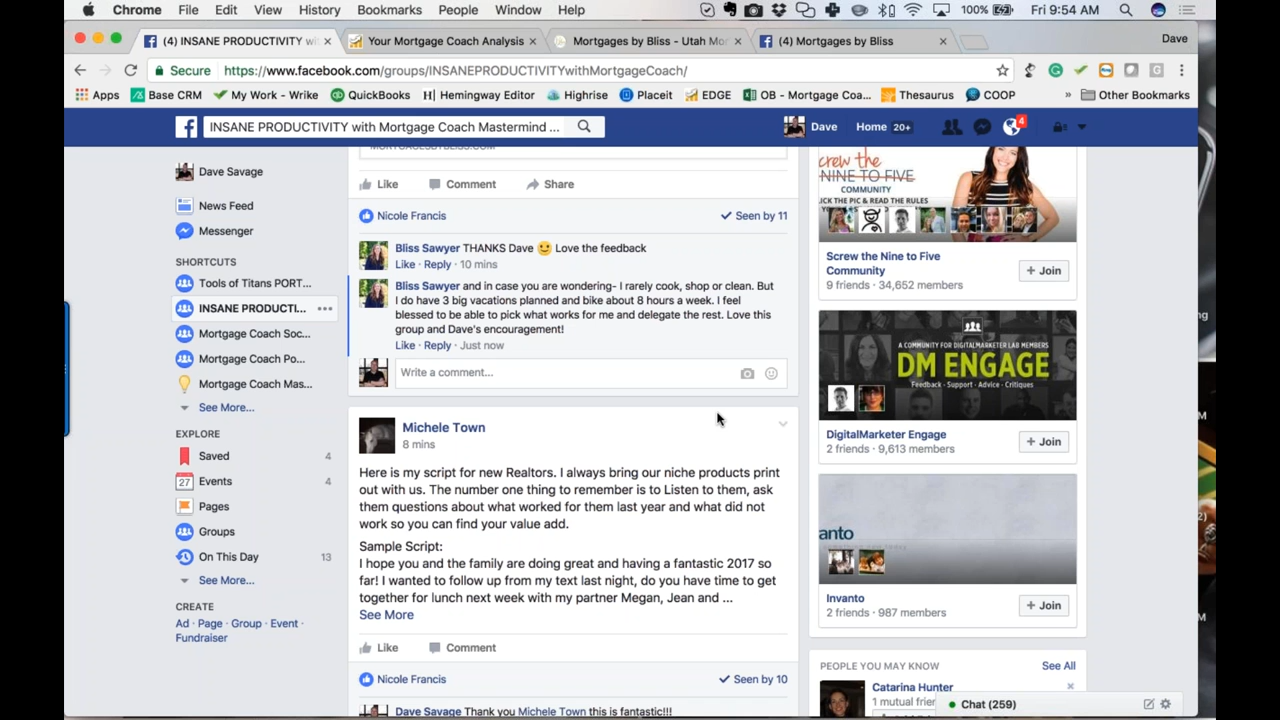 Chrome File Edit View History Bookmarks People Window Help 100% Fri 9:54 AM
(4) INSANE PRODUCTIVITY wi × Your Mortgage Coach Analysis × Mortgages by Bliss - Utah Mor × (4) Mortgages by Bliss × Dave
Secure https://www.facebook.com/groups/INSANEPRODUCTIVITYwithMortgageCoach/
Apps Base CRM My Work - Wrike QuickBooks Hemingway Editor Highrise Placeit EDGE OB - Mortgage Coa... Thesaurus COOP » Other Bookmarks
INSANE PRODUCTIVITY with Mortgage Coach Mastermind ... Dave Home 20+ 4
Dave Savage
News Feed
Messenger
SHORTCUTS
Tools of Titans PORT...
INSANE PRODUCTI... •••
Mortgage Coach Soc...
Mortgage Coach Po...
Mortgage Coach Mas...
See More...
EXPLORE
Saved 4
27 Events 4
Pages
Groups
On This Day 13
See More...
CREATE
Ad · Page · Group · Event ·
Fundraiser
MORTGAGESBYBLISS.COM
Like Comment Share
Nicole Francis ✓ Seen by 11
Bliss Sawyer THANKS Dave 🙂 Love the feedback
Like · Reply · 10 mins
Bliss Sawyer and in case you are wondering- I rarely cook, shop or clean. But
I do have 3 big vacations planned and bike about 8 hours a week. I feel
blessed to be able to pick what works for me and delegate the rest. Love this
group and Dave's encouragement!
Like · Reply · Just now
Write a comment...
Michele Town
8 mins
Here is my script for new Realtors. I always bring our niche products print
out with us. The number one thing to remember is to Listen to them, ask
them questions about what worked for them last year and what did not
work so you can find your value add.
Sample Script:
I hope you and the family are doing great and having a fantastic 2017 so
far! I wanted to follow up from my text last night, do you have time to get
together for lunch next week with my partner Megan, Jean and ...
See More
Like Comment
Nicole Francis ✓ Seen by 10
Dave Savage Thank you Michele Town this is fantastic!!!
crew the
NINE TO FIVE
COMMUNITY
LICK THE PIC & READ THE RULES
Screw the Nine to Five
Community
9 friends · 34,652 members
+ Join
A COMMUNITY FOR DIGITALMARKETER LAB MEMBERS
DM ENGAGE
Feedback · Support · Advice · Critiques
DigitalMarketer Engage
2 friends · 9,613 members
+ Join
anto
Invanto
2 friends · 987 members
+ Join
PEOPLE YOU MAY KNOW See All
Catarina Hunter ×
1 mutual frien
Chat (259)